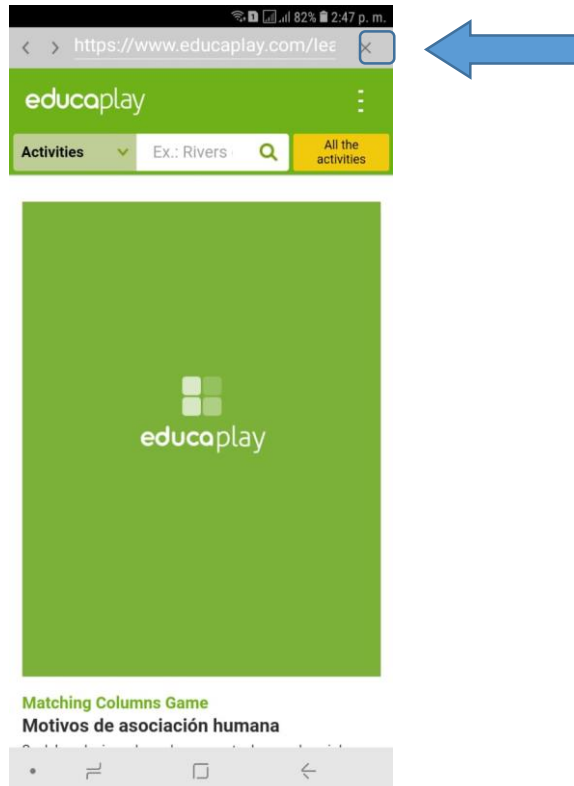 82% 2:47 p. m.
https://www.educaplay.com/lea
educaplay
Activities
Ex.: Rivers
All the
activities
educaplay
Matching Columns Game
Motivos de asociación humana